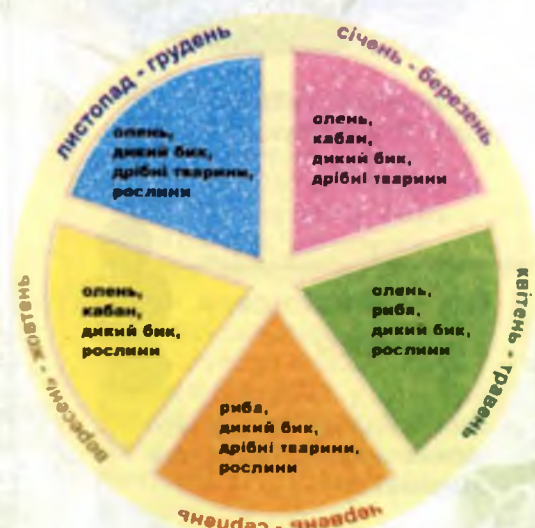 листопад - грудень
олень,
дикий бик,
дрібні тварини,
рослини
січень - березень
олень,
кабан,
дикий бик,
дрібні тварини
квітень - травень
олень,
риба,
дикий бик,
рослини
червень - серпень
риба,
дикий бик,
дрібні тварини,
рослини
вересень - жовтень
олень,
кабан,
дикий бик,
рослини